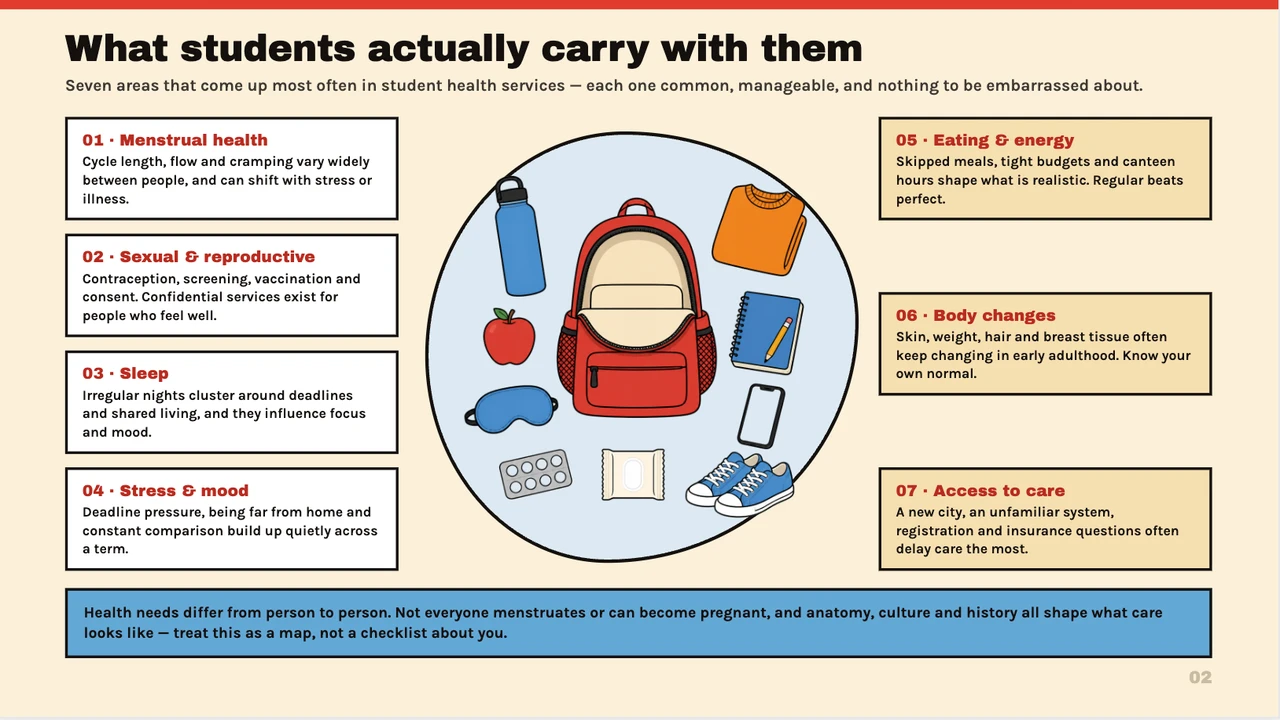 What students actually carry with them
Seven areas that come up most often in student health services — each one common, manageable, and nothing to be embarrassed about.
01 · Menstrual health
Cycle length, flow and cramping vary widely
between people, and can shift with stress or
illness.
02 · Sexual & reproductive
Contraception, screening, vaccination and
consent. Confidential services exist for
people who feel well.
03 · Sleep
Irregular nights cluster around deadlines
and shared living, and they influence focus
and mood.
04 · Stress & mood
Deadline pressure, being far from home and
constant comparison build up quietly across
a term.
05 · Eating & energy
Skipped meals, tight budgets and canteen
hours shape what is realistic. Regular beats
perfect.
06 · Body changes
Skin, weight, hair and breast tissue often
keep changing in early adulthood. Know your
own normal.
07 · Access to care
A new city, an unfamiliar system,
registration and insurance questions often
delay care the most.
Health needs differ from person to person. Not everyone menstruates or can become pregnant, and anatomy, culture and history all shape what care
looks like — treat this as a map, not a checklist about you.
02